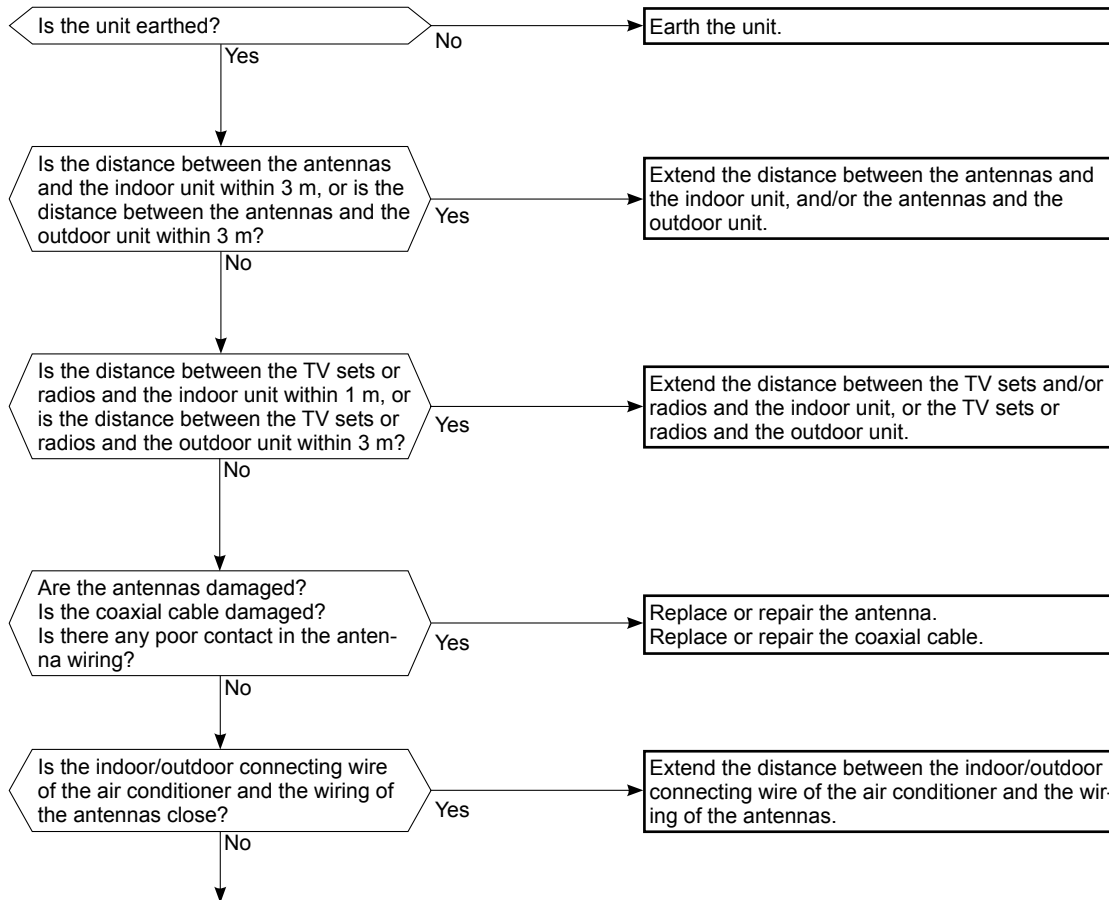 Is the unit earthed?
No
Earth the unit.
Yes
Is the distance between the antennas
and the indoor unit within 3 m, or is the
distance between the antennas and the
outdoor unit within 3 m?
Yes
Extend the distance between the antennas and
the indoor unit, and/or the antennas and the
outdoor unit.
No
Is the distance between the TV sets or
radios and the indoor unit within 1 m, or
is the distance between the TV sets or
radios and the outdoor unit within 3 m?
Yes
Extend the distance between the TV sets and/or
radios and the indoor unit, or the TV sets or
radios and the outdoor unit.
No
Are the antennas damaged?
Is the coaxial cable damaged?
Is there any poor contact in the anten-
na wiring?
Yes
Replace or repair the antenna.
Replace or repair the coaxial cable.
No
Is the indoor/outdoor connecting wire
of the air conditioner and the wiring of
the antennas close?
Yes
Extend the distance between the indoor/outdoor
connecting wire of the air conditioner and the wir-
ing of the antennas.
No